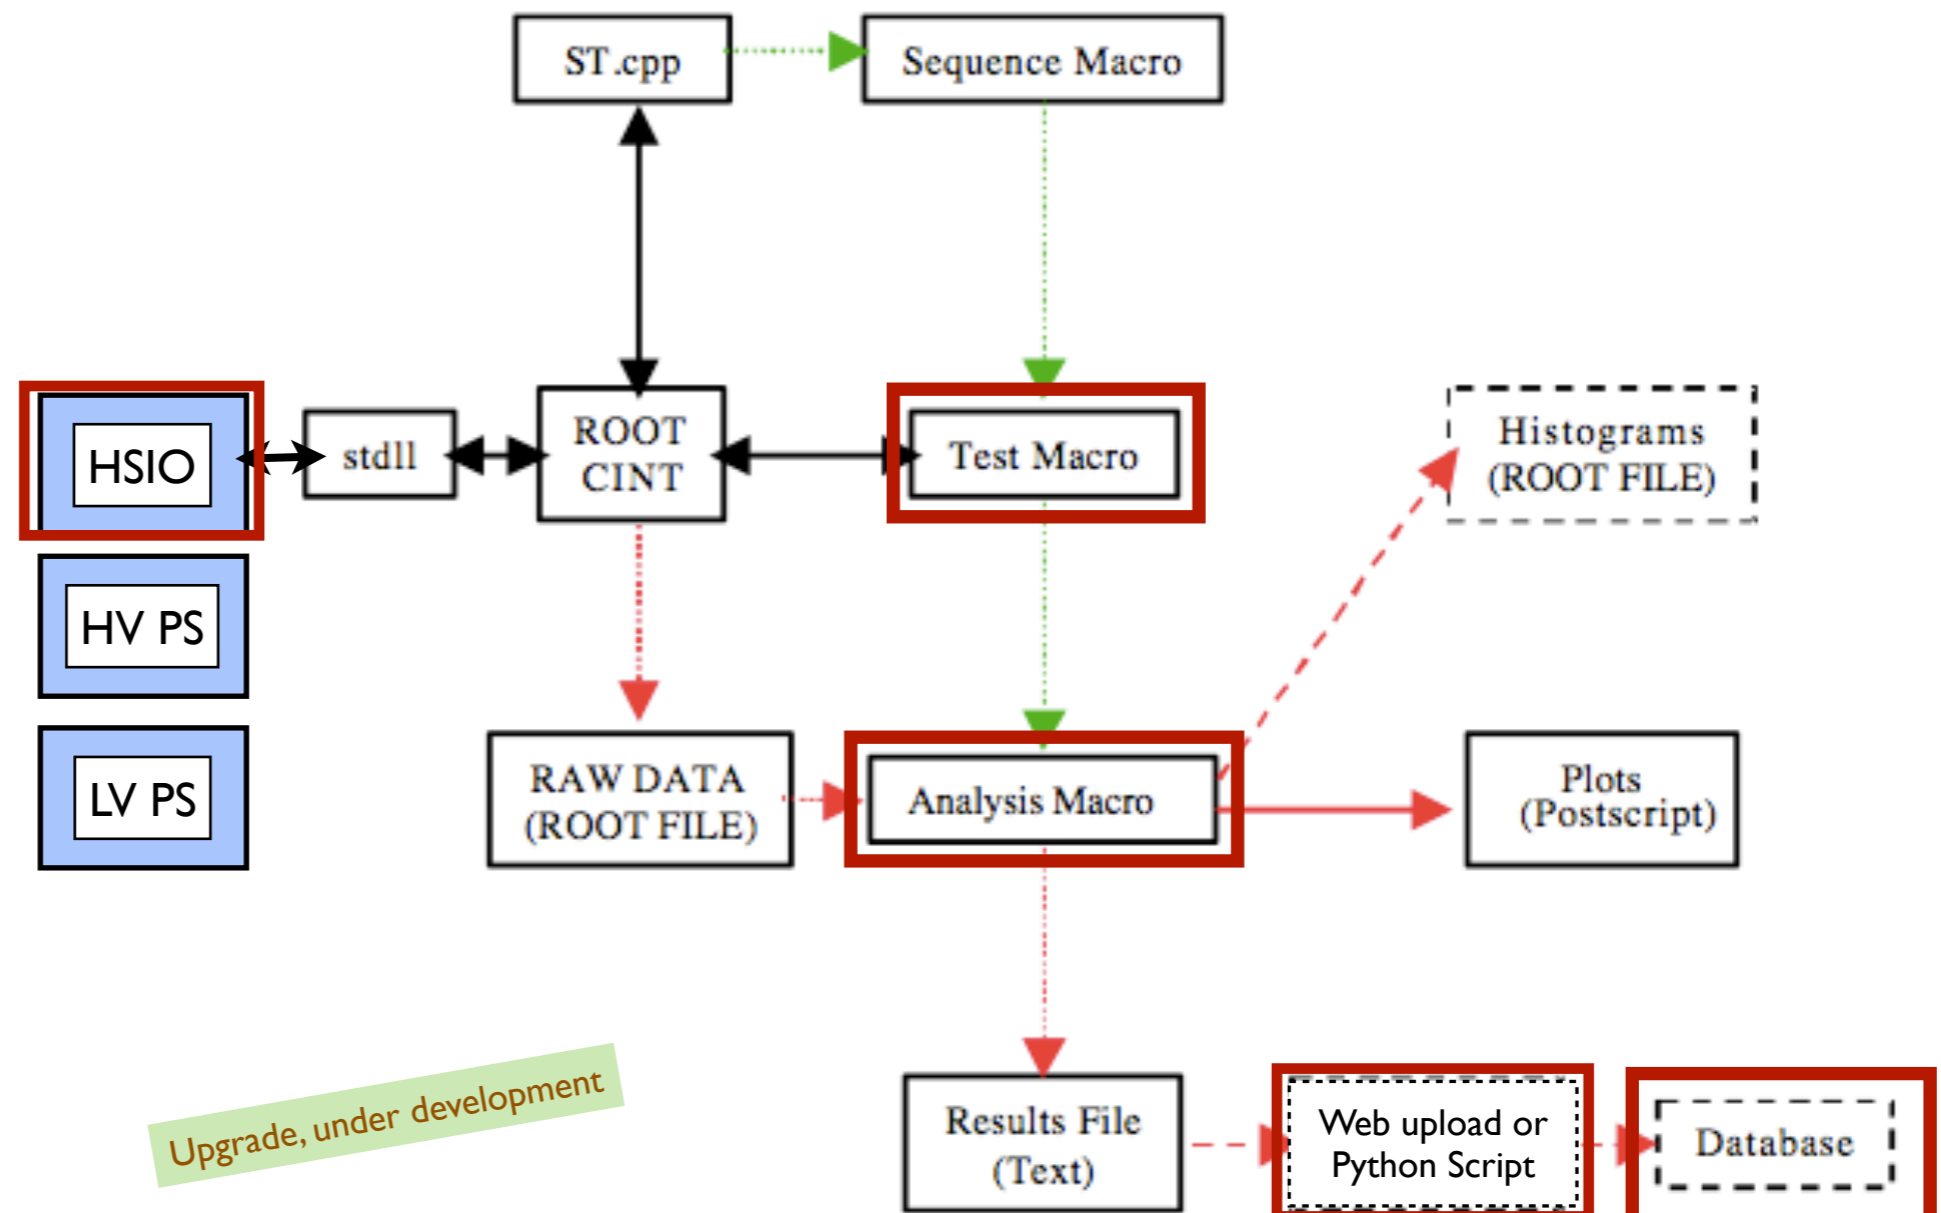 ST.cpp
Sequence Macro
HSIO
stdll
ROOT
CINT
Test Macro
Histograms
(ROOT FILE)
HV PS
LV PS
RAW DATA
(ROOT FILE)
Analysis Macro
Plots
(Postscript)
Upgrade, under development
Results File
(Text)
Web upload or
Python Script
Database